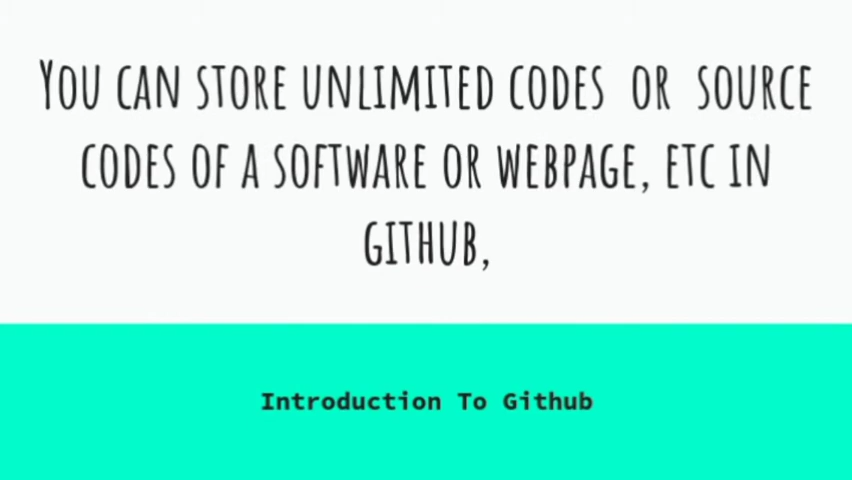 You can store unlimited codes or source
codes of a software or webpage, etc in
github,
Introduction To Github